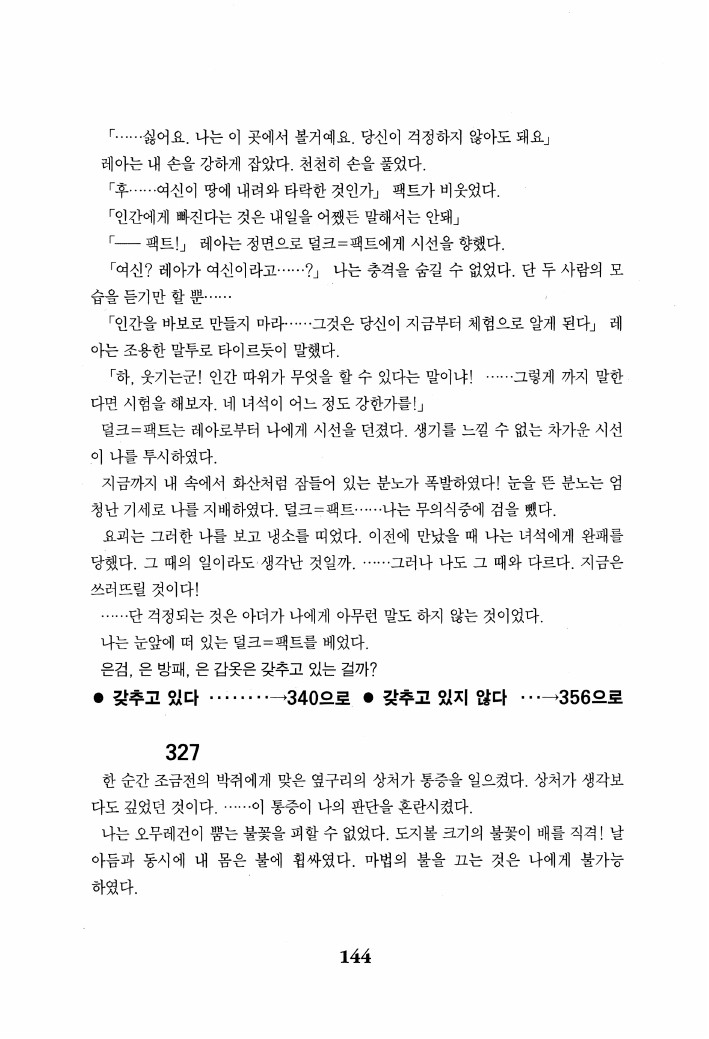 「……싫어요. 나는 이 곳에서 볼거예요. 당신이 걱정하지 않아도 돼요」
레아는 내 손을 강하게 잡았다. 천천히 손을 풀었다.
「후……여신이 땅에 내려와 타락한 것인가」 팩트가 비웃었다.
「인간에게 빠진다는 것은 내일을 어쨌든 말해서는 안돼」
「── 팩트!」 레아는 정면으로 덜크=팩트에게 시선을 향했다.
「여신? 레아가 여신이라고……?」 나는 충격을 숨길 수 없었다. 단 두 사람의 모
습을 듣기만 할 뿐……
「인간을 바보로 만들지 마라……그것은 당신이 지금부터 체험으로 알게 된다」 레
아는 조용한 말투로 타이르듯이 말했다.
「하, 웃기는군! 인간 따위가 무엇을 할 수 있다는 말이냐! ……그렇게 까지 말한
다면 시험을 해보자. 네 녀석이 어느 정도 강한가를!」
덜크=팩트는 레아로부터 나에게 시선을 던졌다. 생기를 느낄 수 없는 차가운 시선
이 나를 투시하였다.
지금까지 내 속에서 화산처럼 잠들어 있는 분노가 폭발하였다! 눈을 뜬 분노는 엄
청난 기세로 나를 지배하였다. 덜크=팩트……나는 무의식중에 검을 뺐다.
요괴는 그러한 나를 보고 냉소를 띠었다. 이전에 만났을 때 나는 녀석에게 완패를
당했다. 그 때의 일이라도 생각난 것일까. ……그러나 나도 그 때와 다르다. 지금은
쓰러뜨릴 것이다!
……단 걱정되는 것은 아더가 나에게 아무런 말도 하지 않는 것이었다.
나는 눈앞에 떠 있는 덜크=팩트를 베었다.
은검, 은 방패, 은 갑옷은 갖추고 있는 걸까?
● 갖추고 있다 ………→340으로 ● 갖추고 있지 않다 …→356으로
327
한 순간 조금전의 박쥐에게 맞은 옆구리의 상처가 통증을 일으켰다. 상처가 생각보
다도 깊었던 것이다. ……이 통증이 나의 판단을 혼란시켰다.
나는 오무레건이 뿜는 불꽃을 피할 수 없었다. 도지볼 크기의 불꽃이 배를 직격! 날
아듬과 동시에 내 몸은 불에 휩싸였다. 마법의 불을 끄는 것은 나에게 불가능
하였다.
144